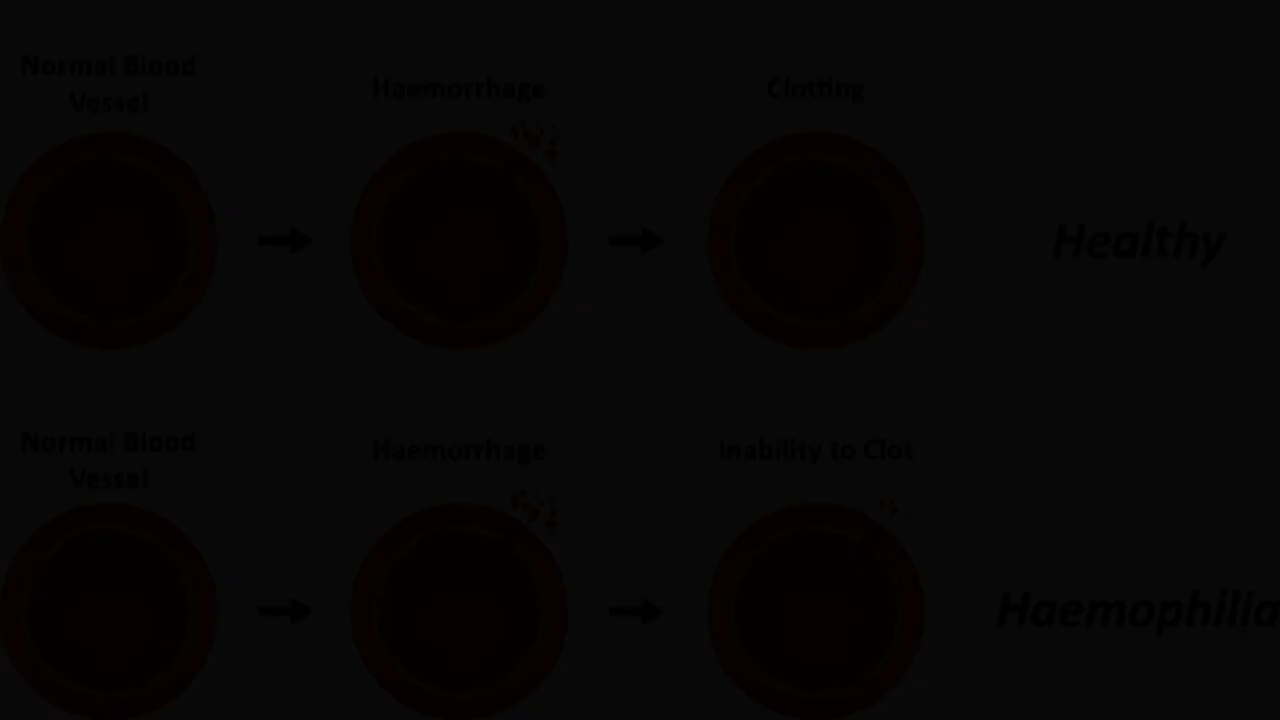 Normal Blood
Vessel
Haemorrhage
Clotting
Healthy
Normal Blood
Vessel
Haemorrhage
Inability to Clot
Haemophilia